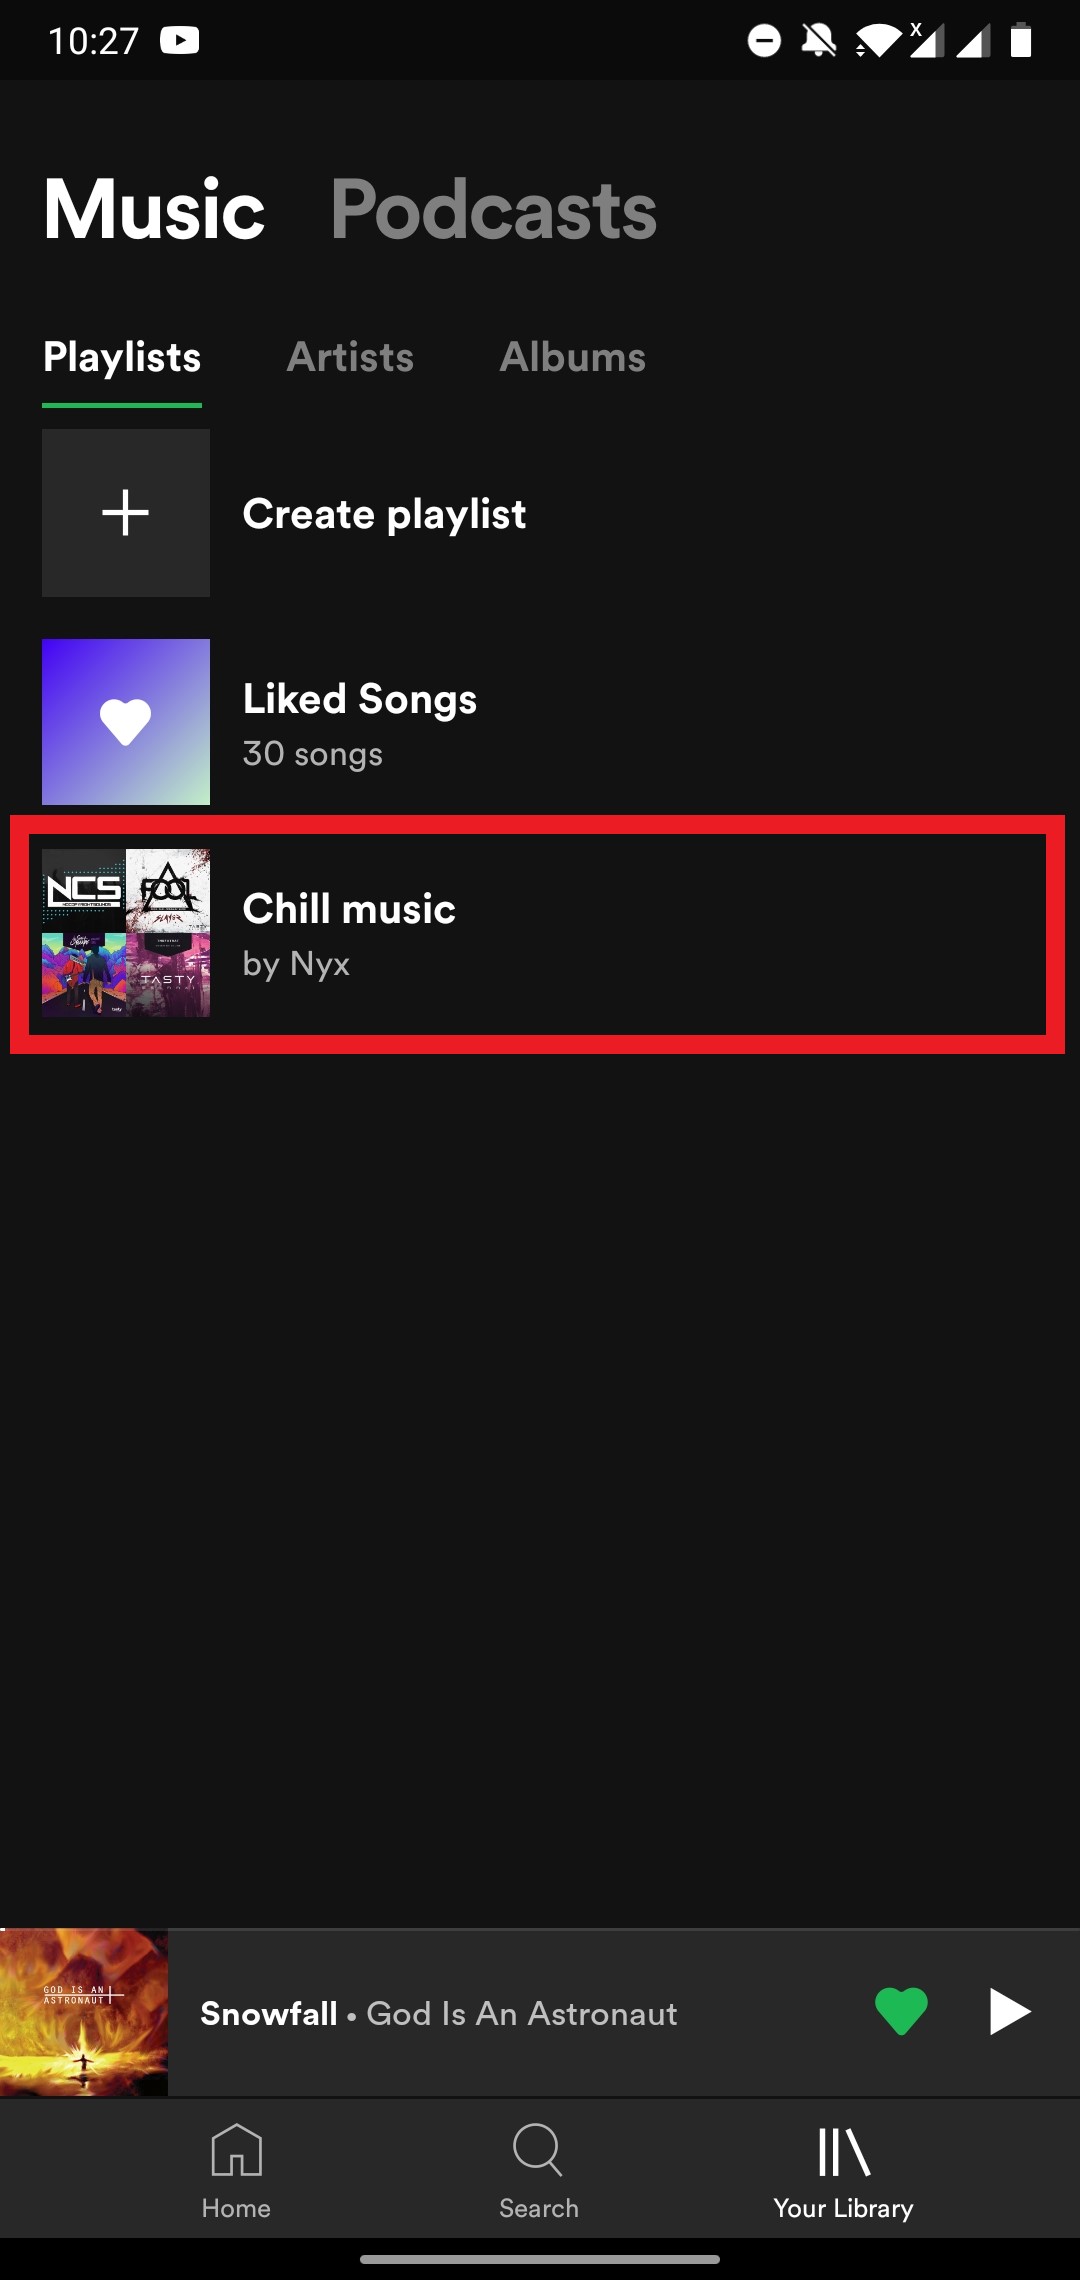 10:27
X
Music Podcasts
Playlists Artists Albums
Create playlist
Liked Songs
30 songs
NCS
FOOL
SLAYER
Chill music
by Nyx
TASTY
GOD IS AN
ASTRONAUT
Snowfall • God Is An Astronaut
Home Search Your Library